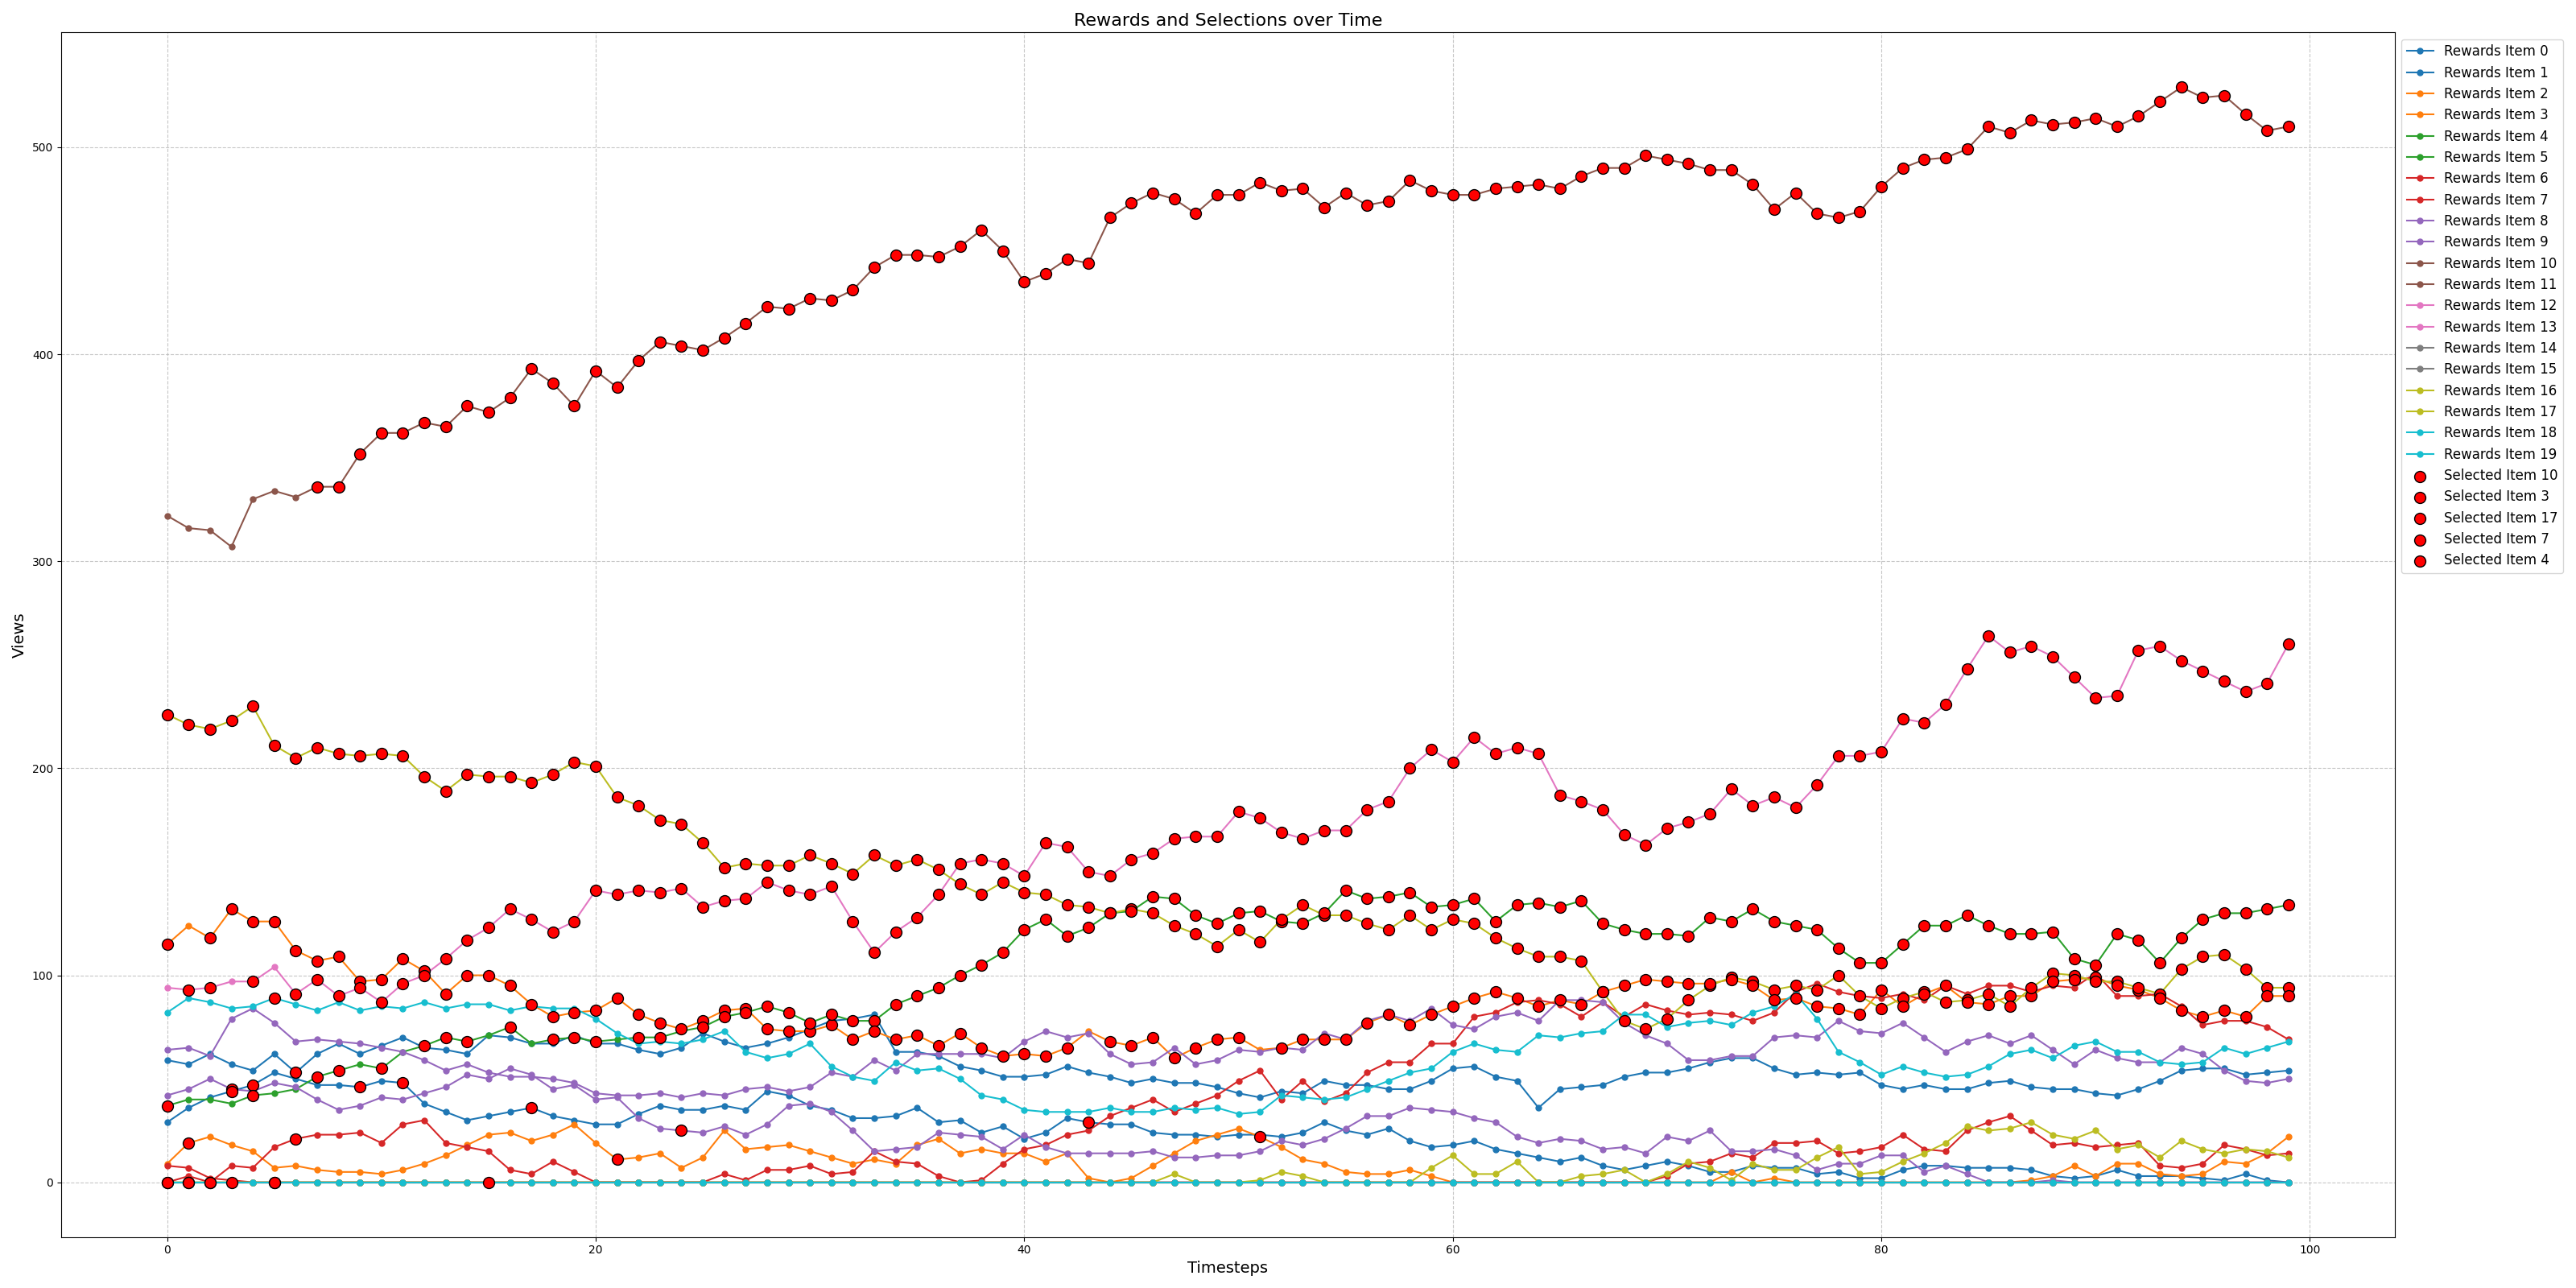 Rewards and Selections over Time
Views
500
400
300
200
100
0
0
20
40
60
80
100
Timesteps
Rewards Item 0
Rewards Item 1
Rewards Item 2
Rewards Item 3
Rewards Item 4
Rewards Item 5
Rewards Item 6
Rewards Item 7
Rewards Item 8
Rewards Item 9
Rewards Item 10
Rewards Item 11
Rewards Item 12
Rewards Item 13
Rewards Item 14
Rewards Item 15
Rewards Item 16
Rewards Item 17
Rewards Item 18
Rewards Item 19
Selected Item 10
Selected Item 3
Selected Item 17
Selected Item 7
Selected Item 4